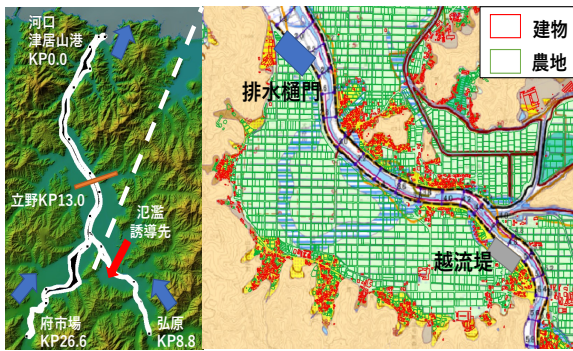 河口
津居山港
KP0.0
立野KP13.0
氾濫
誘導先
府市場
KP26.6
弘原
KP8.8
建物
農地
排水樋門
越流堤